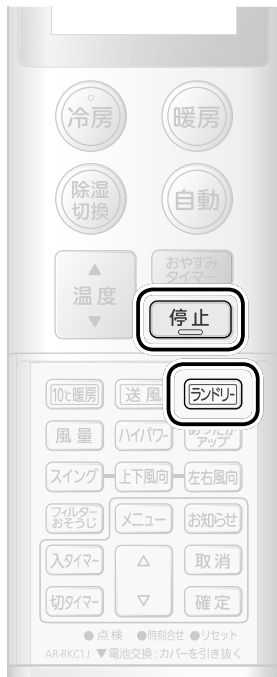 冷房 暖房
除湿
切換
自動
おやすみ
タイマー
温度
停止
10℃暖房 送風 ランドリー
風量 ハイパワー
アップ
スイング 上下風向 左右風向
フィルター
おそうじ
メニュー お知らせ
入タイマー 取消
切タイマー 確定
●点検 ●時刻合せ ●リセット
AR-RKC1J ▼電池交換:カバーを引き抜く